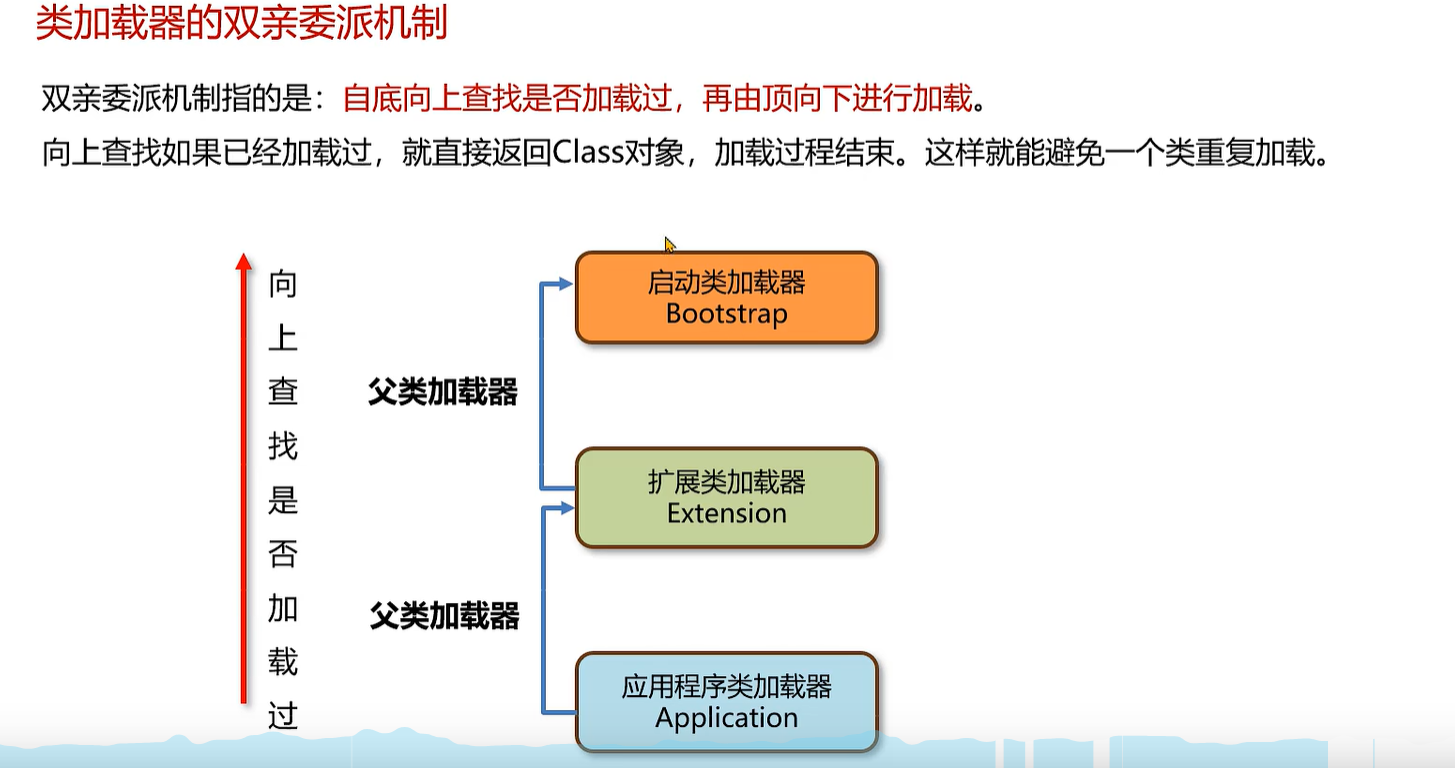 类加载器的双亲委派机制
双亲委派机制指的是：自底向上查找是否加载过，再由顶向下进行加载。
向上查找如果已经加载过，就直接返回Class对象，加载过程结束。这样就能避免一个类重复加载。
向上查找是否加载过
启动类加载器
Bootstrap
父类加载器
扩展类加载器
Extension
父类加载器
应用程序类加载器
Application